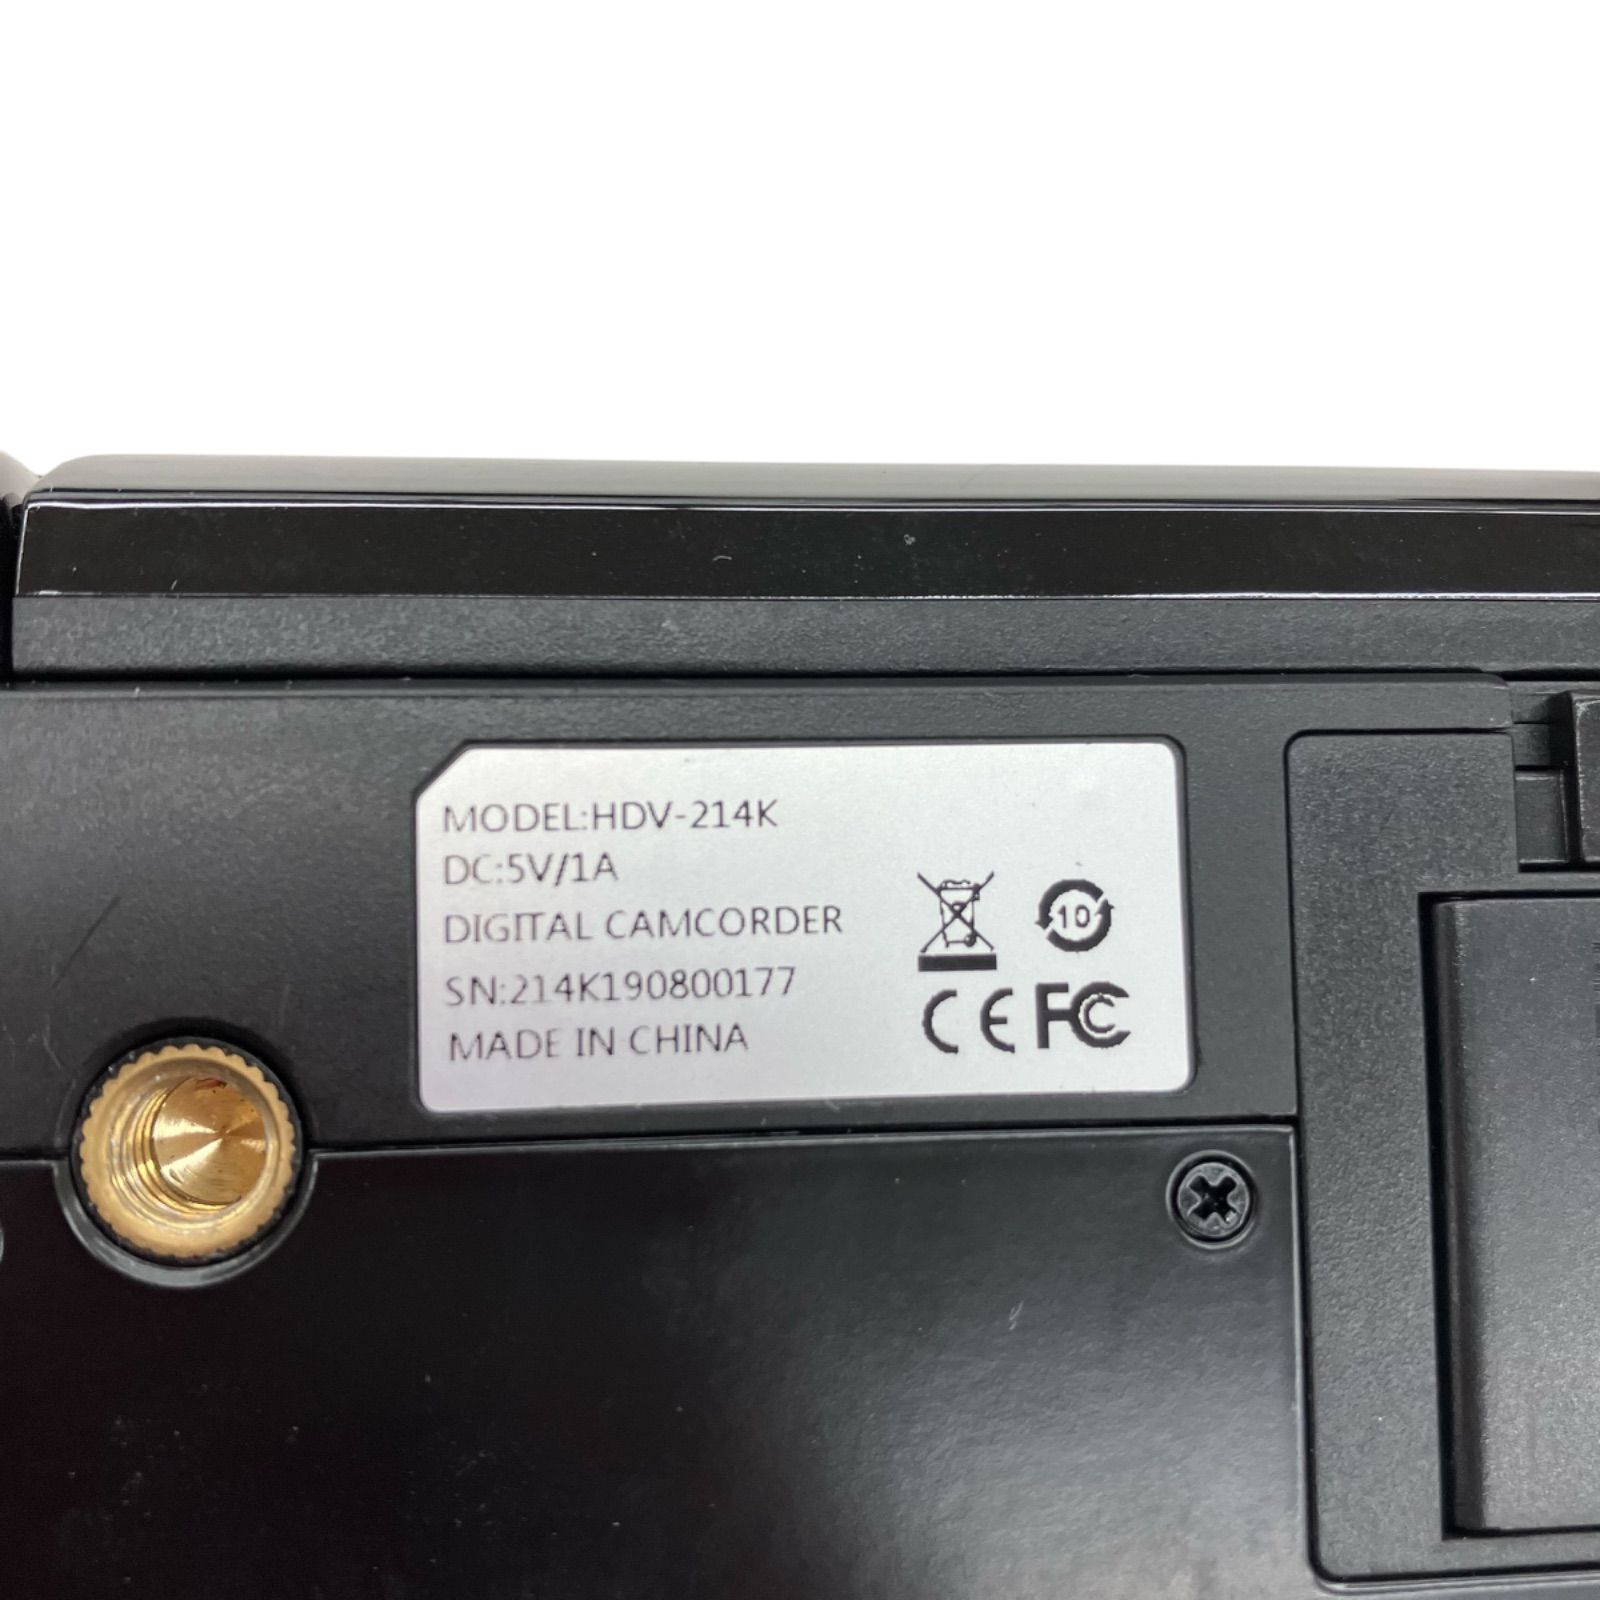 MODEL:HDV-214K
DC:5V/1A
DIGITAL CAMCORDER
SN:214K190800177
MADE IN CHINA
10
CE FC